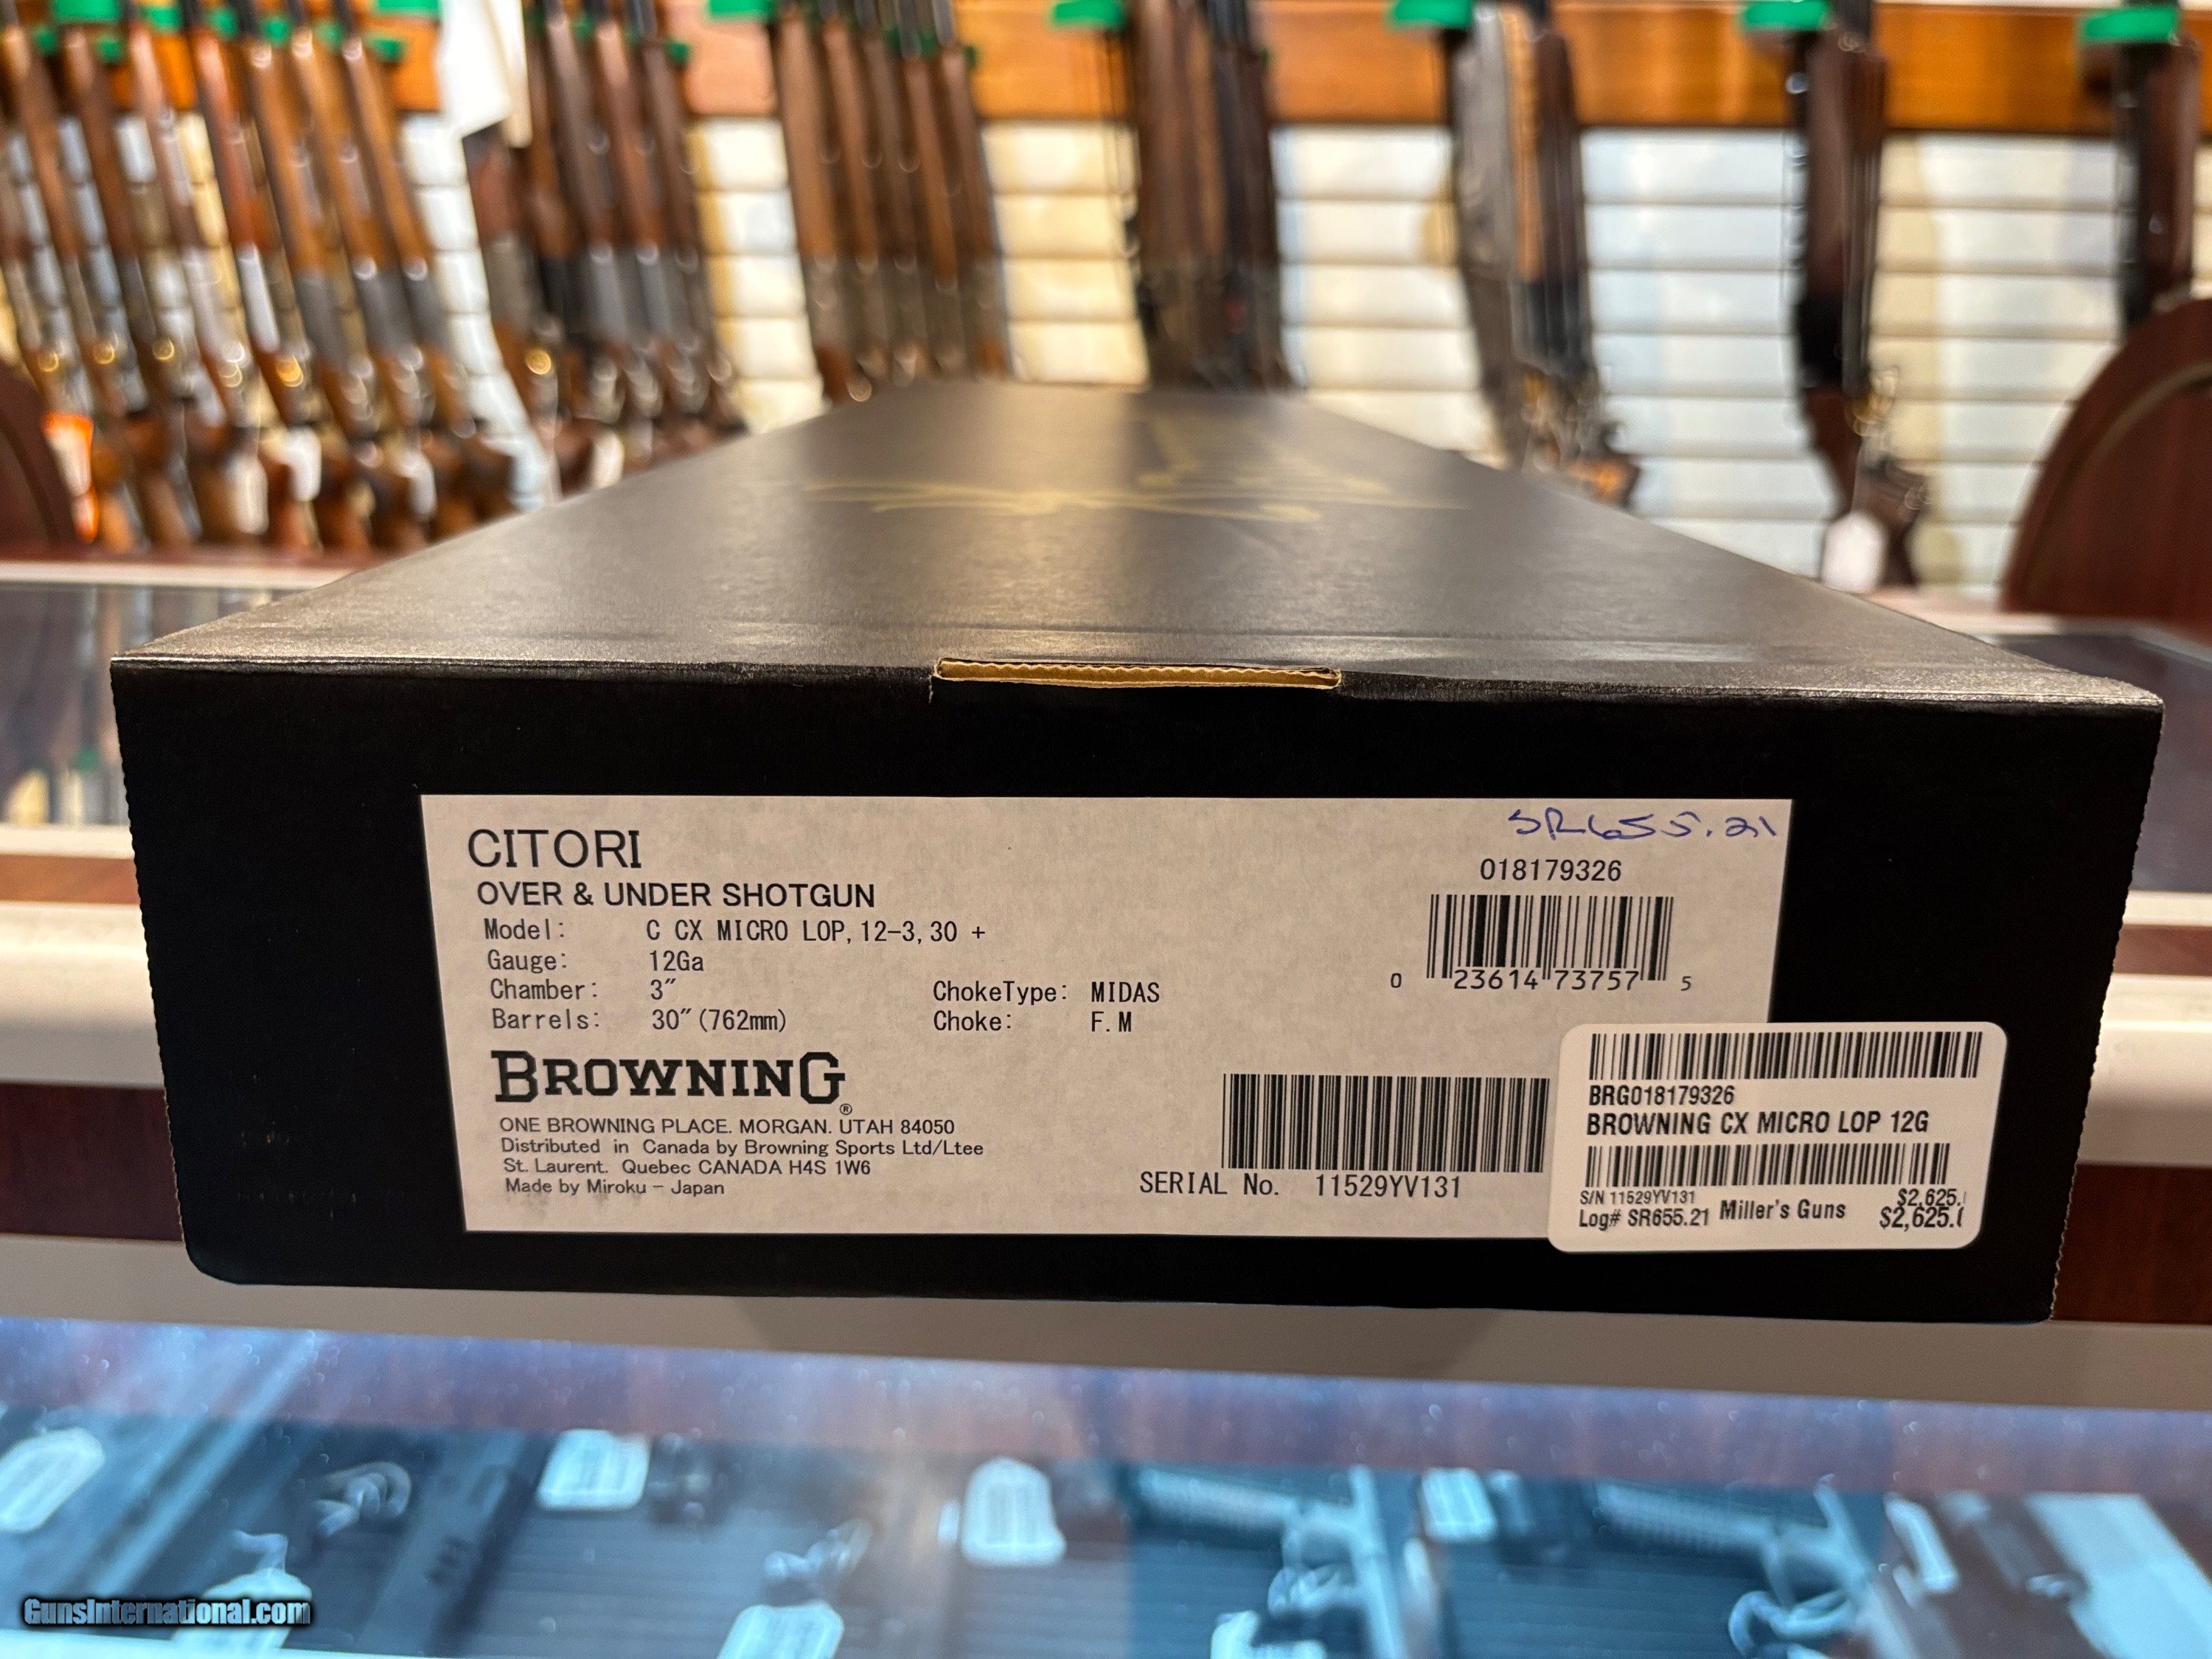 SR655.21
CITORI
OVER & UNDER SHOTGUN
018179326
Model: C CX MICRO LOP, 12-3, 30 +
Gauge: 12Ga
Chamber: 3″ ChokeType: MIDAS
Barrels: 30″(762mm) Choke: F.M
0 23614 73757 5
BROWNING®
ONE BROWNING PLACE. MORGAN. UTAH 84050
Distributed in Canada by Browning Sports Ltd/Ltee
St. Laurent. Quebec CANADA H4S 1W6
Made by Miroku - Japan
SERIAL No. 11529YV131
BRG018179326
BROWNING CX MICRO LOP 12G
S/N 11529YV131 $2,625.
Log# SR655.21 Miller's Guns $2,625.(
GunsInternational.com